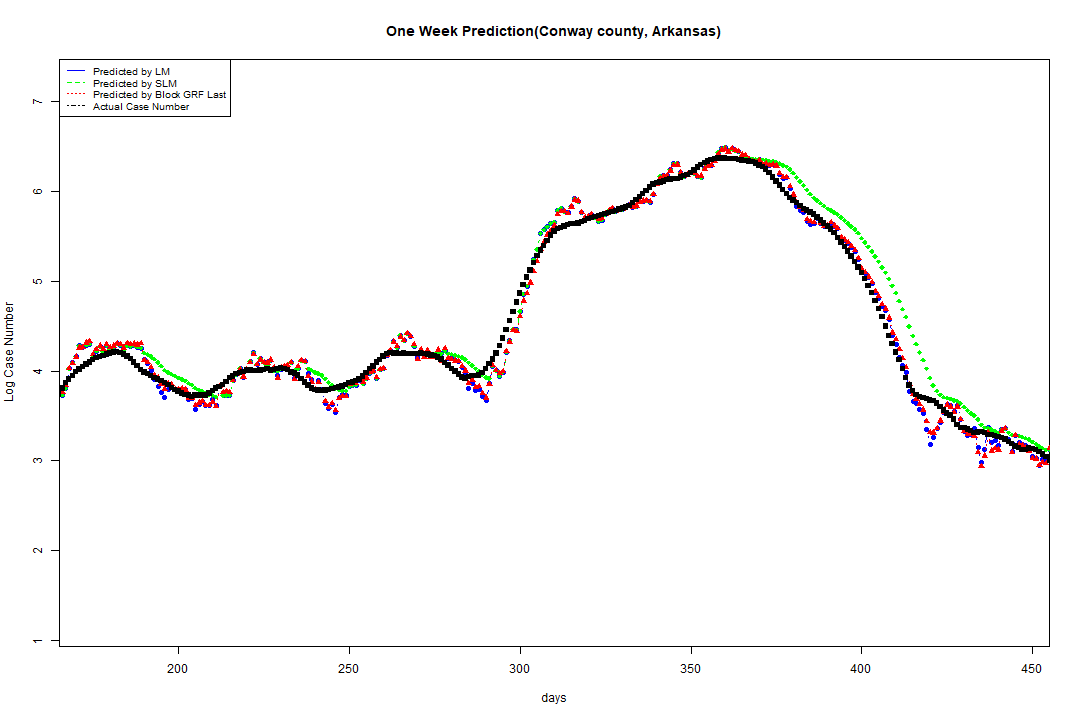 One Week Prediction(Conway county, Arkansas)
Predicted by LM
Predicted by SLM
Predicted by Block GRF Last
Actual Case Number
7
6
5
4
3
2
1
Log Case Number
200 250 300 350 400 450
days